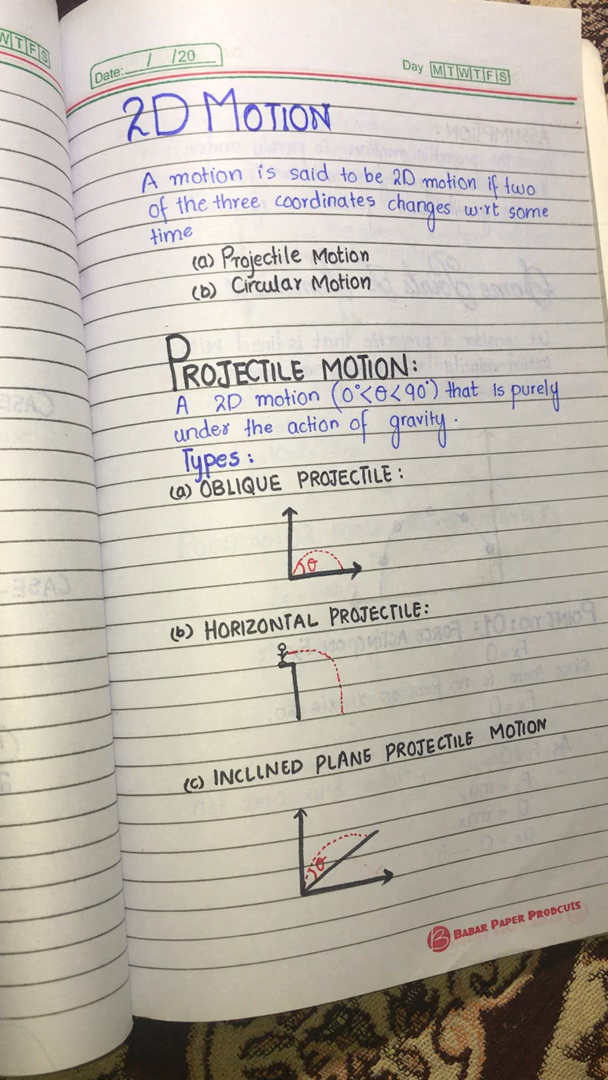 WTFS
Date: / /20
Day MTWTFS
2D MOTION
A motion is said to be 2D motion if two
of the three coordinates changes w.r.t some
time
(a) Projectile Motion
(b) Circular Motion
PROJECTILE MOTION:
A 2D motion (0°<θ<90°) that is purely
under the action of gravity.
Types:
(a) OBLIQUE PROJECTILE:
θ
(b) HORIZONTAL PROJECTILE:
(c) INCLINED PLANE PROJECTILE MOTION
θ
B BABAR PAPER PRODCUTS